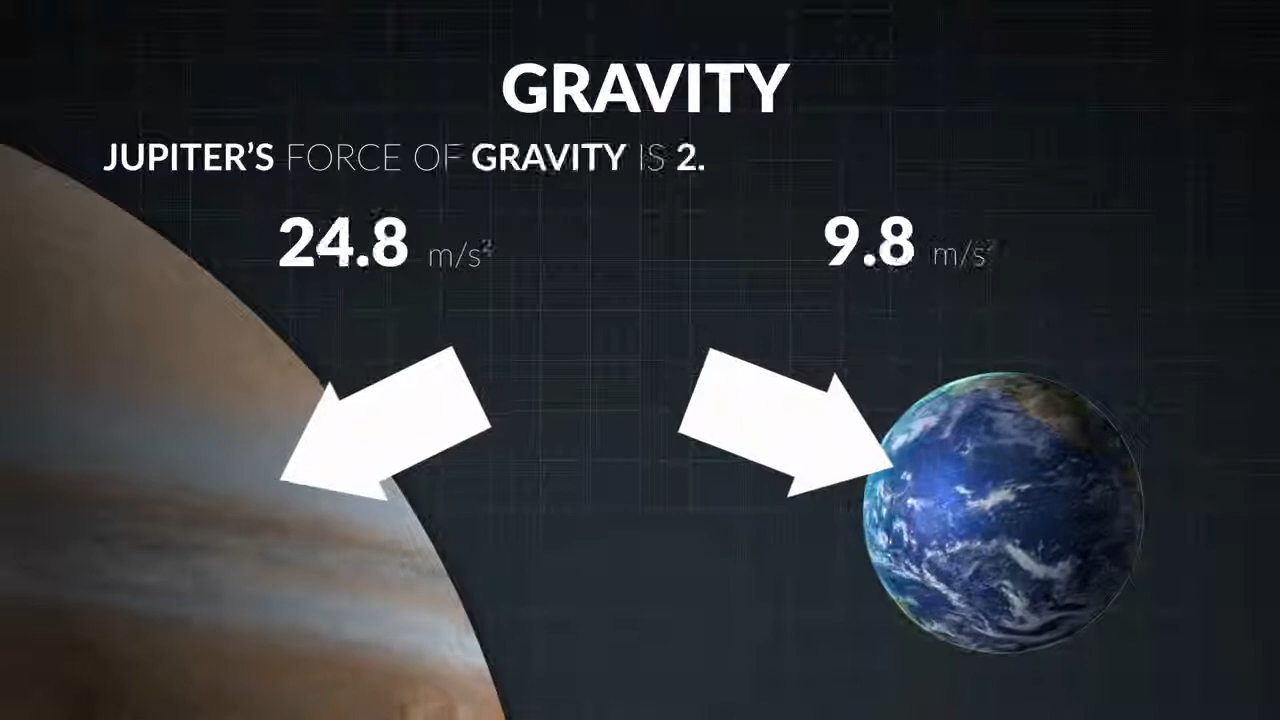 GRAVITY
JUPITER'S FORCE OF GRAVITY IS 2.
24.8 m/s²
9.8 m/s²